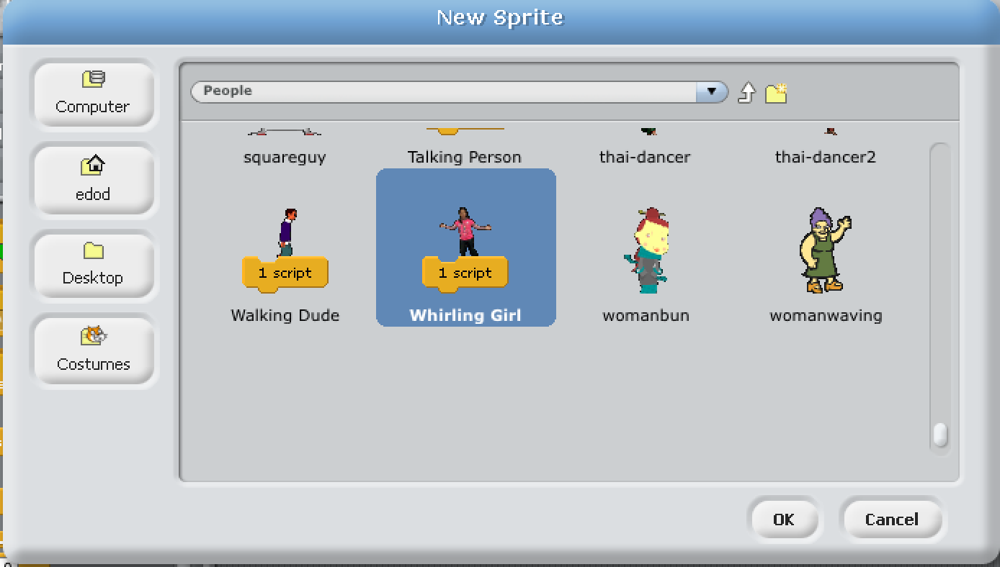 New Sprite
Computer
edod
Desktop
Costumes
People
squareguy
Talking Person
thai-dancer
thai-dancer2
1 script
1 script
Walking Dude
Whirling Girl
womanbun
womanwaving
OK
Cancel